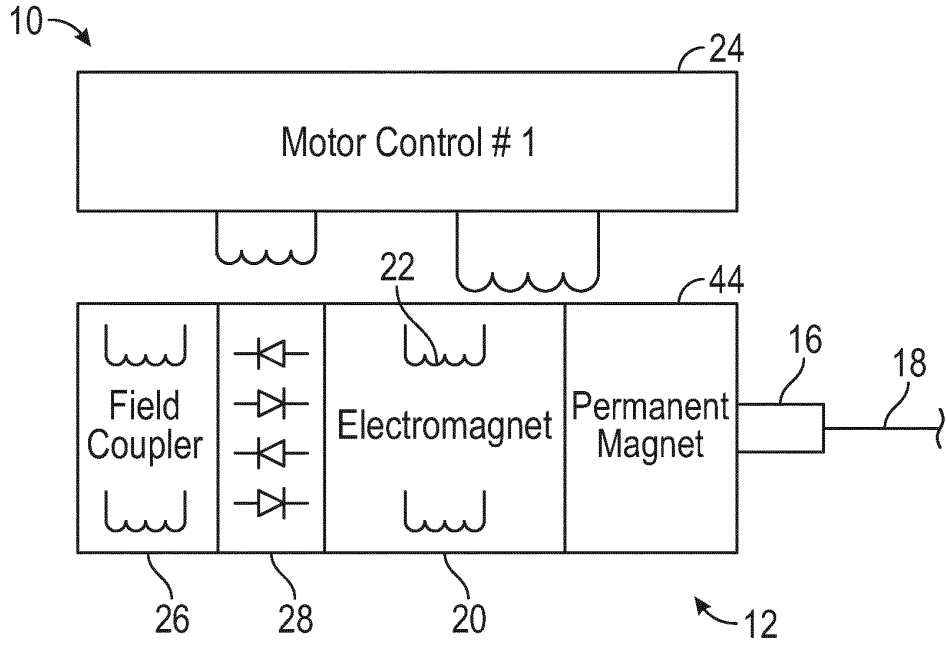 10
24
Motor Control # 1
22
44
16
18
Field
Coupler
Electromagnet
Permanent
Magnet
26
28
20
12